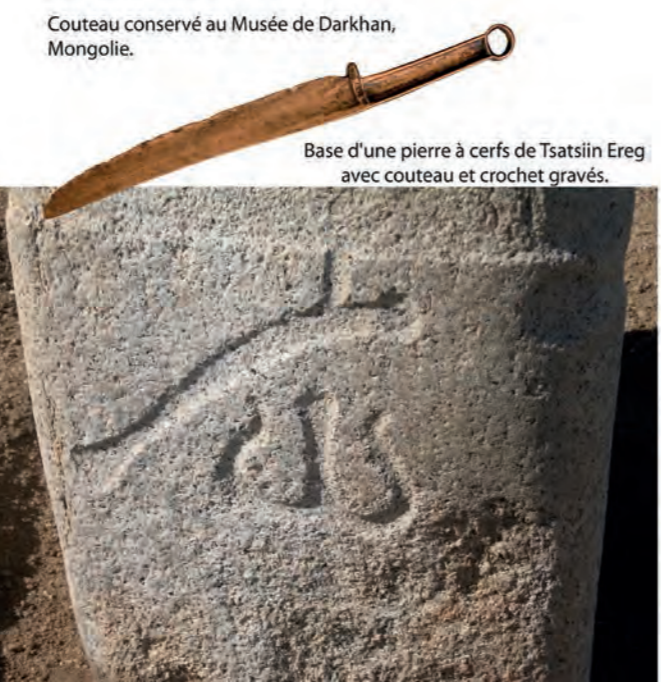 Couteau conservé au Musée de Darkhan,
Mongolie.
Base d'une pierre à cerfs de Tsatsiin Ereg
avec couteau et crochet gravés.